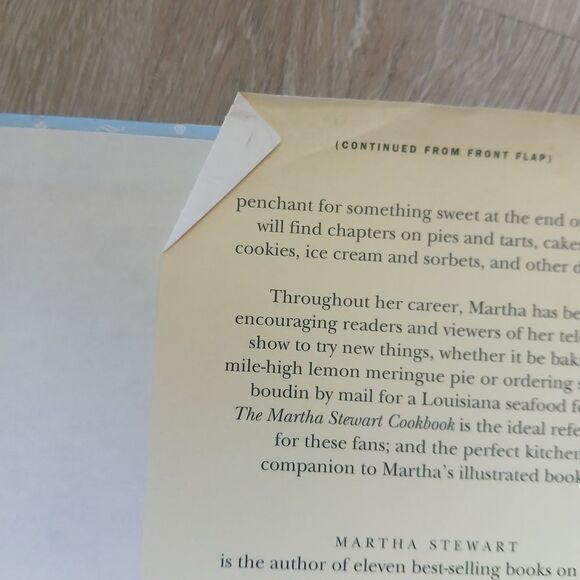 (CONTINUED FROM FRONT FLAP)
penchant for something sweet at the end
will find chapters on pies and tarts,
cookies, ice cream and sorbets, and other
Throughout her career, Martha has
encouraging readers and viewers of her
show to try new things, whether it be
mile-high lemon meringue pie or ordering
boudin by mail for a Louisiana seafood
The Martha Stewart Cookbook is the ideal
for these fans; and the perfect kitchen
companion to Martha's illustrated
MARTHA STEWART
is the author of eleven best-selling books on